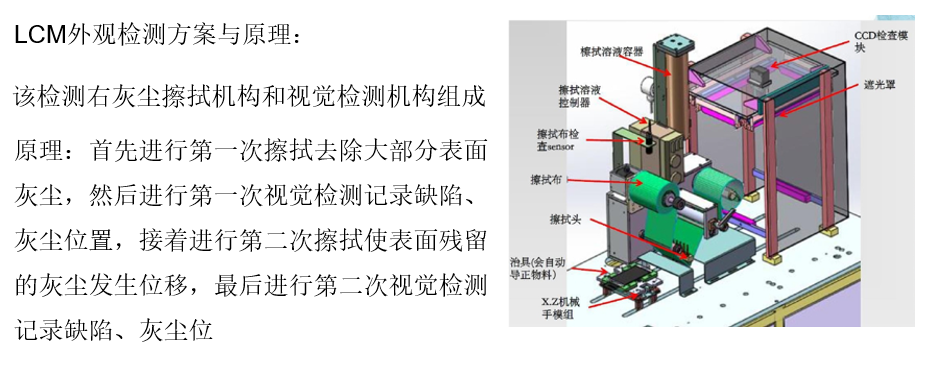 LCM外观检测方案与原理：
该检测右灰尘擦拭机构和视觉检测机构组成
原理：首先进行第一次擦拭去除大部分表面
灰尘，然后进行第一次视觉检测记录缺陷、
灰尘位置，接着进行第二次擦拭使表面残留
的灰尘发生位移，最后进行第二次视觉检测
记录缺陷、灰尘位
檫拭溶液容器
擦拭溶液
控制器
擦拭布检
查sensor
擦拭布
擦拭头
治具(会自动
导正物料）
X.Z机械
手模组
CCD检查模
块
遮光罩